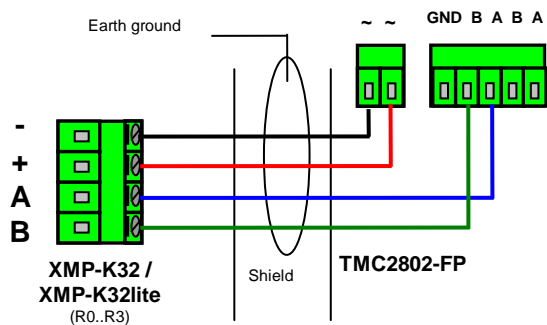 Earth ground
~ ~
GND B A B A
-
+
A
B
XMP-K32 /
XMP-K32lite
(R0..R3)
Shield
TMC2802-FP